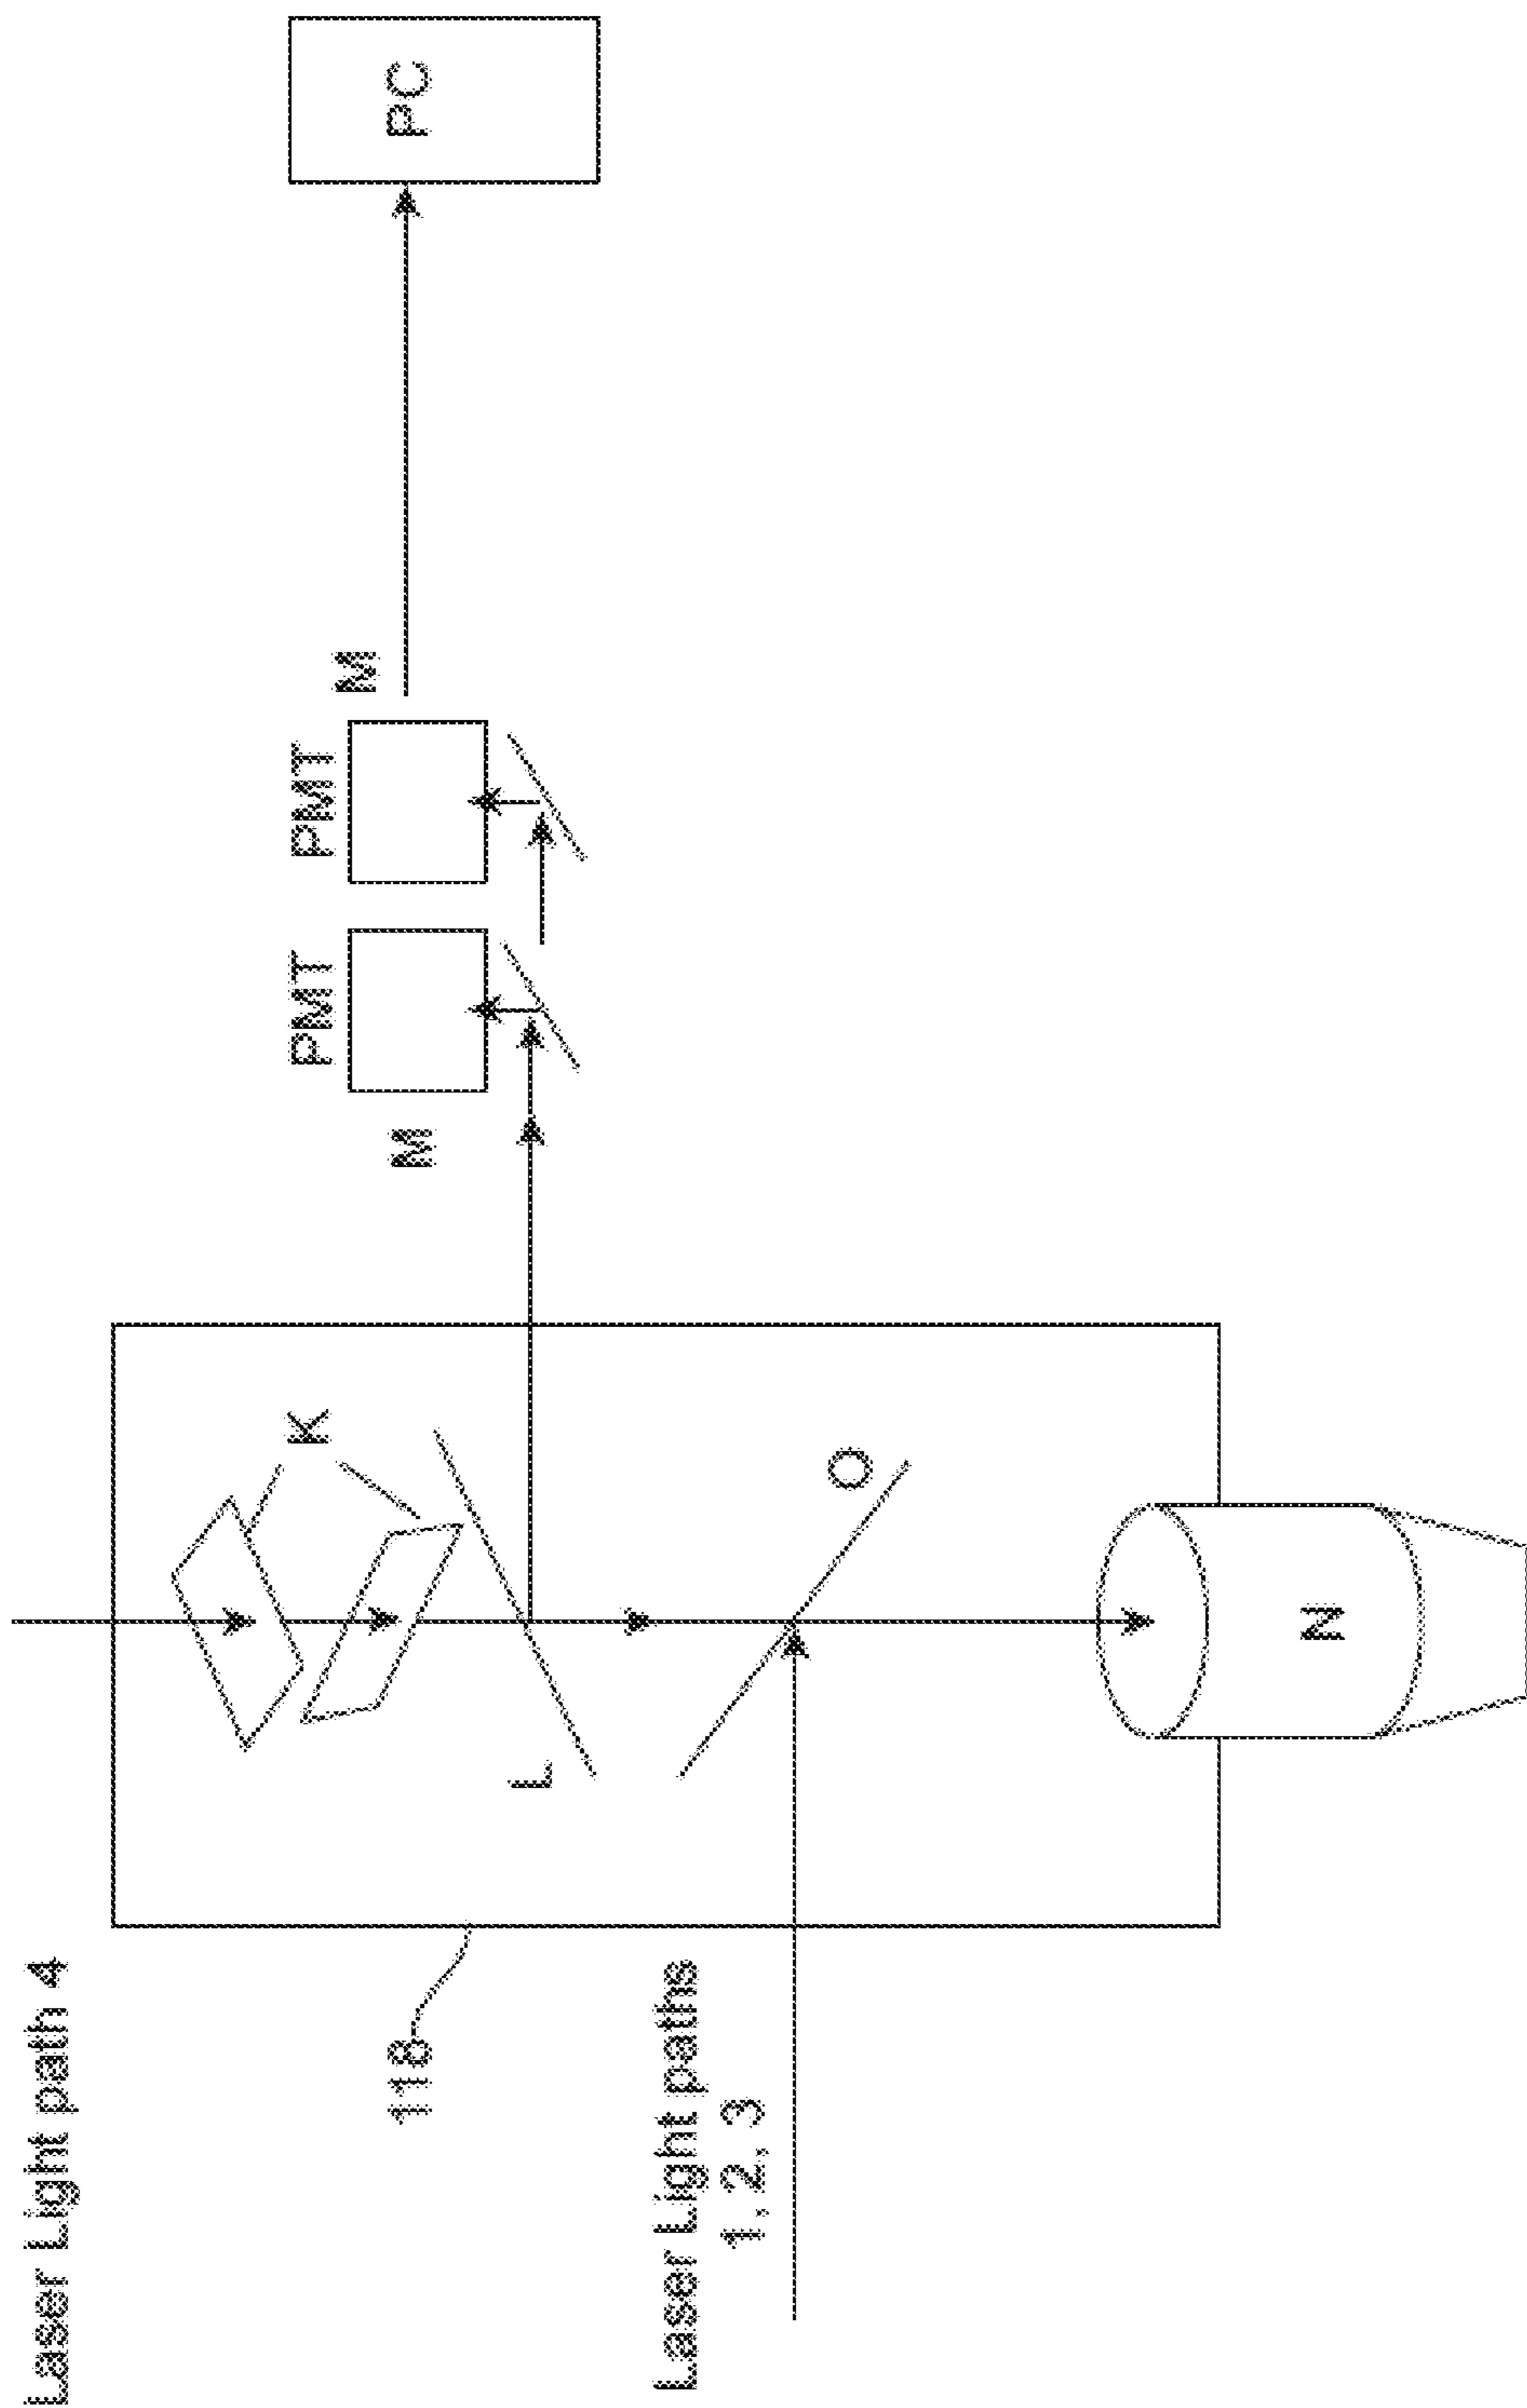 Laser Light path 4
118
Laser Light paths
1, 2, 3
K
L
O
N
M
PMT
PMT
M
PC